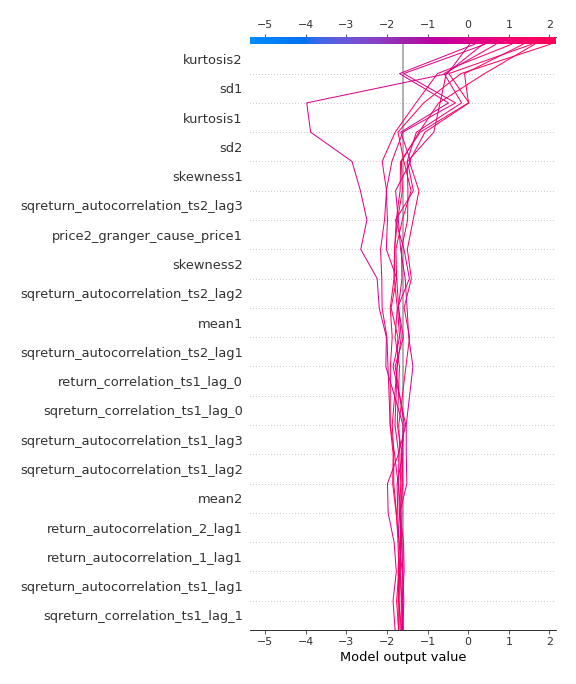 −5 −4 −3 −2 −1 0 1 2
kurtosis2
sd1
kurtosis1
sd2
skewness1
sqreturn_autocorrelation_ts2_lag3
price2_granger_cause_price1
skewness2
sqreturn_autocorrelation_ts2_lag2
mean1
sqreturn_autocorrelation_ts2_lag1
return_correlation_ts1_lag_0
sqreturn_correlation_ts1_lag_0
sqreturn_autocorrelation_ts1_lag3
sqreturn_autocorrelation_ts1_lag2
mean2
return_autocorrelation_2_lag1
return_autocorrelation_1_lag1
sqreturn_autocorrelation_ts1_lag1
sqreturn_correlation_ts1_lag_1
−5 −4 −3 −2 −1 0 1 2
Model output value